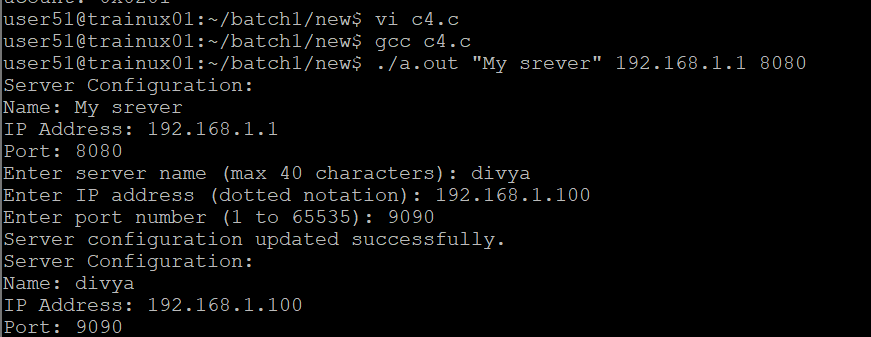 user51@trainux01:~/batch1/new$ vi c4.c
user51@trainux01:~/batch1/new$ gcc c4.c
user51@trainux01:~/batch1/new$ ./a.out "My srever" 192.168.1.1 8080
Server Configuration:
Name: My srever
IP Address: 192.168.1.1
Port: 8080
Enter server name (max 40 characters): divya
Enter IP address (dotted notation): 192.168.1.100
Enter port number (1 to 65535): 9090
Server configuration updated successfully.
Server Configuration:
Name: divya
IP Address: 192.168.1.100
Port: 9090